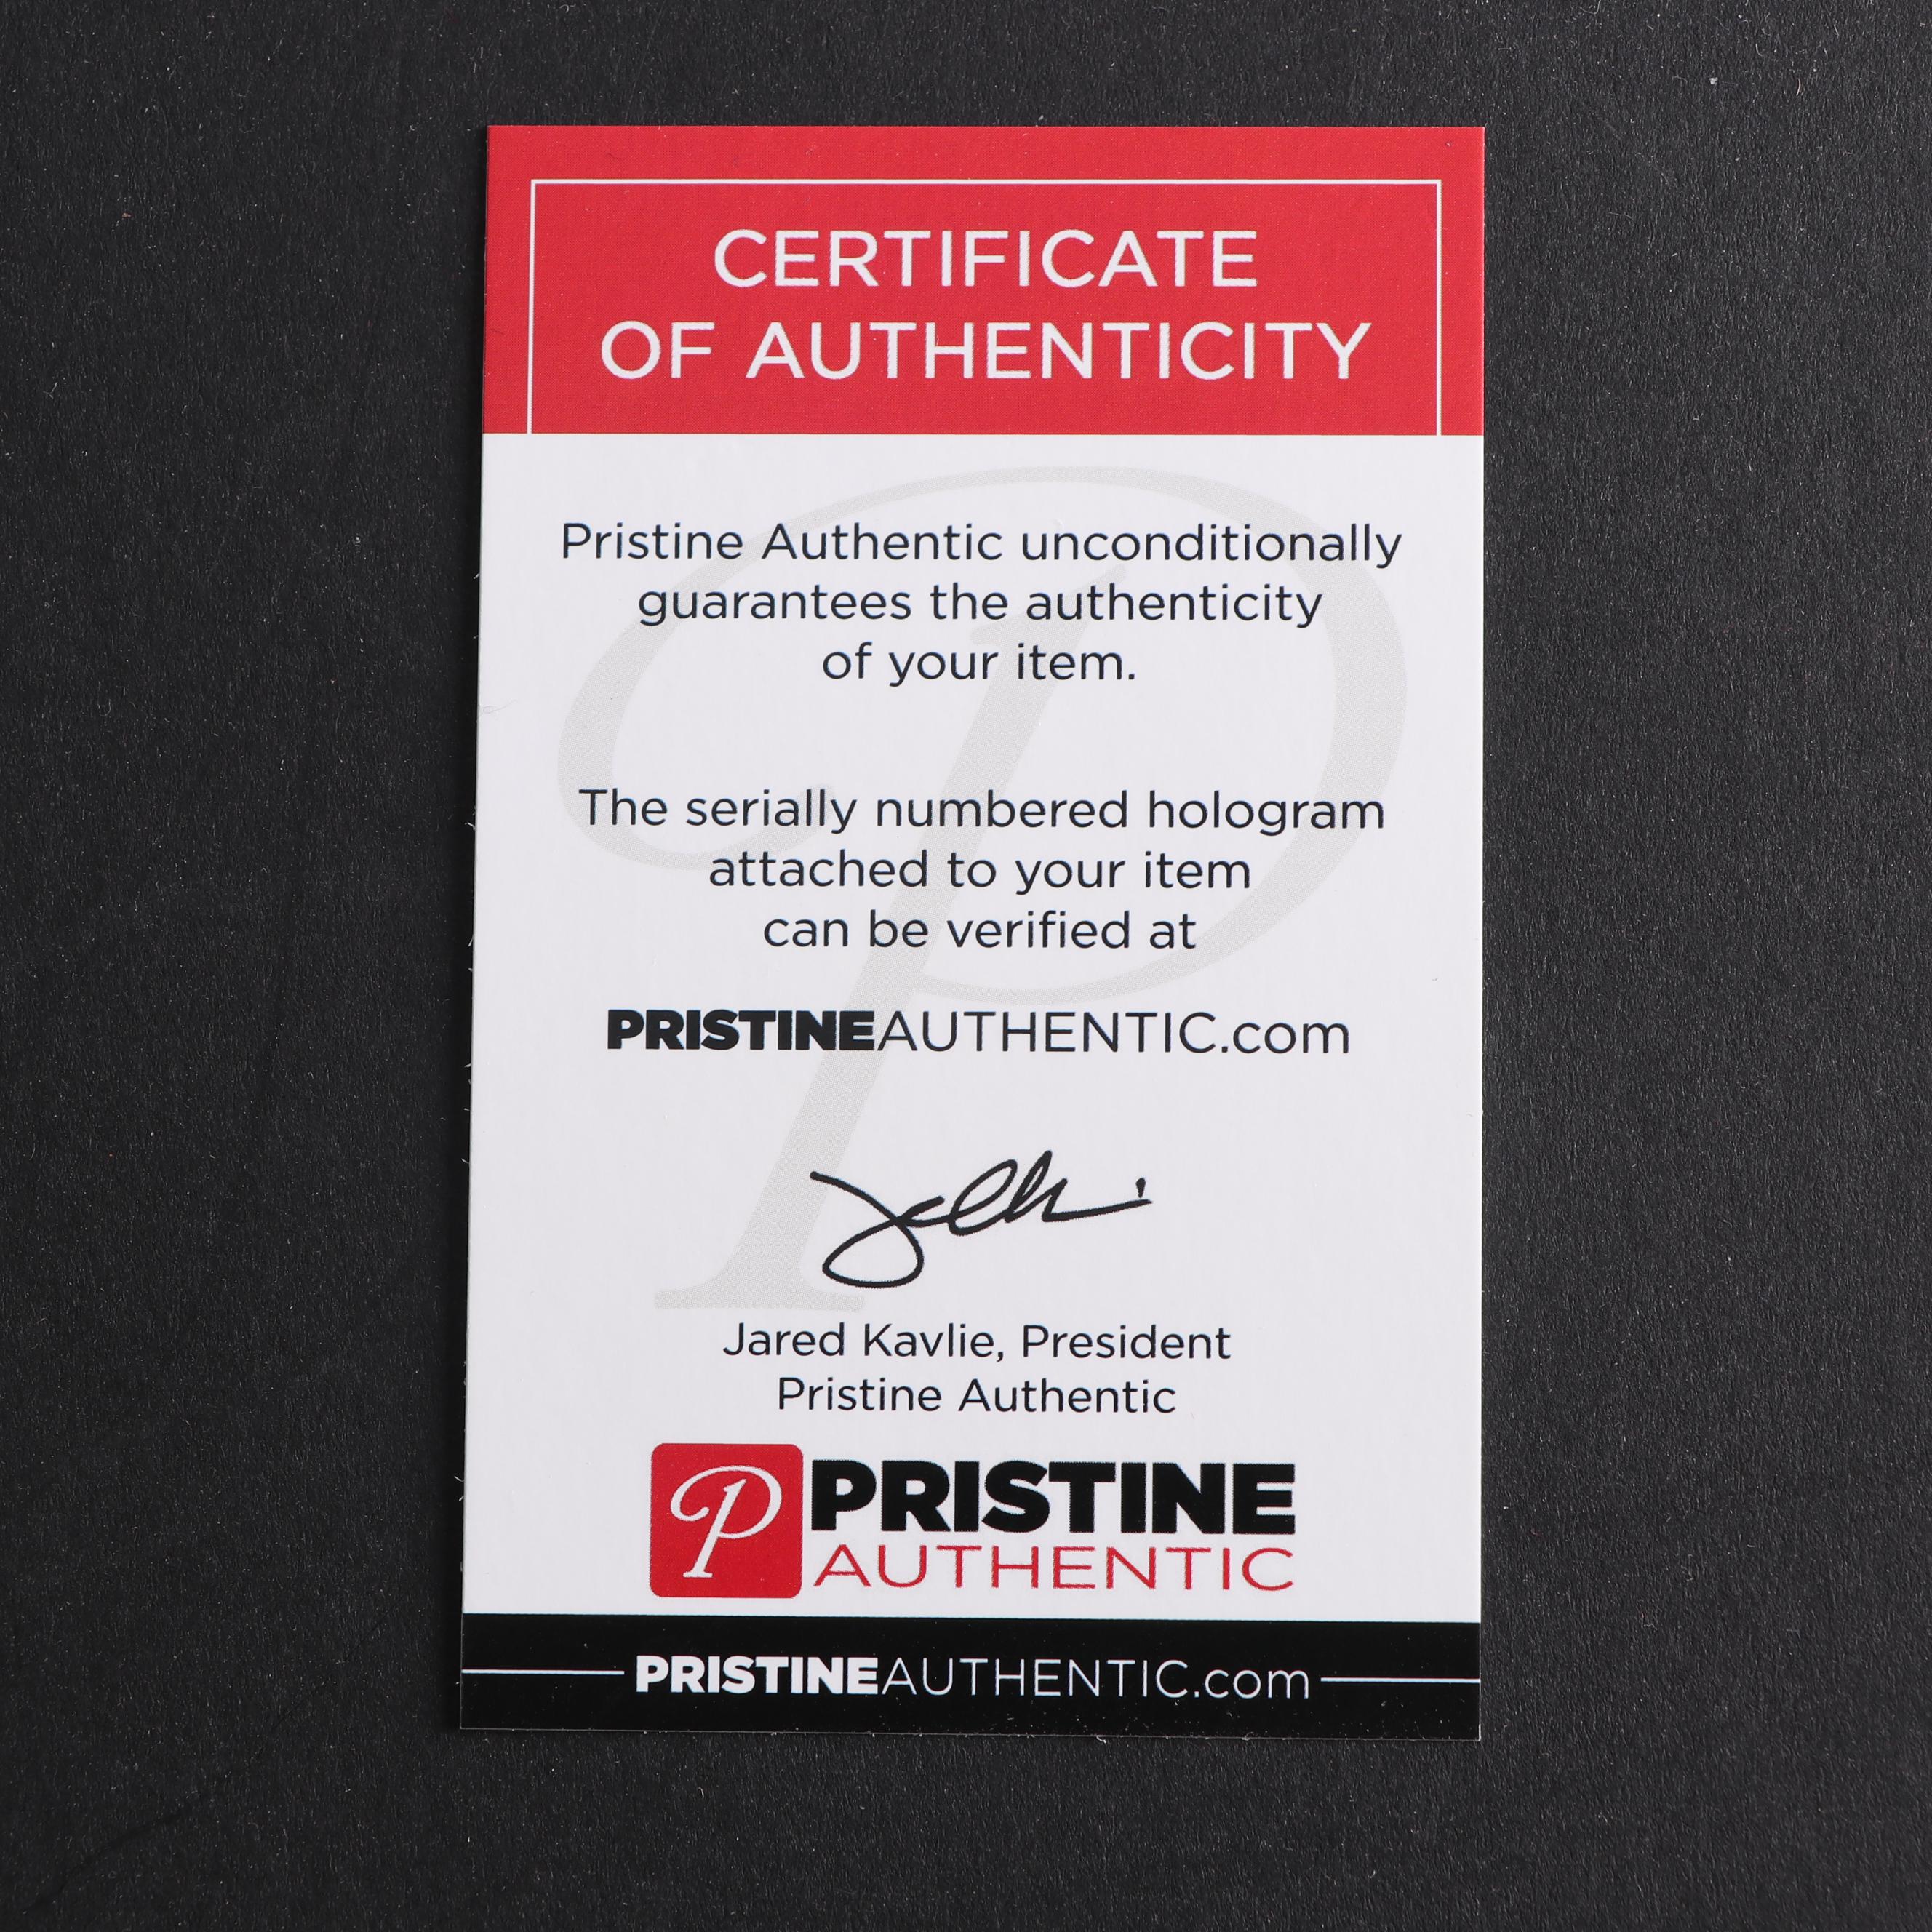 CERTIFICATE
OF AUTHENTICITY
Pristine Authentic unconditionally
guarantees the authenticity
of your item.
The serially numbered hologram
attached to your item
can be verified at
PRISTINEAUTHENTIC.com
Jared Kavlie, President
Pristine Authentic
P PRISTINE
AUTHENTIC
PRISTINEAUTHENTIC.com